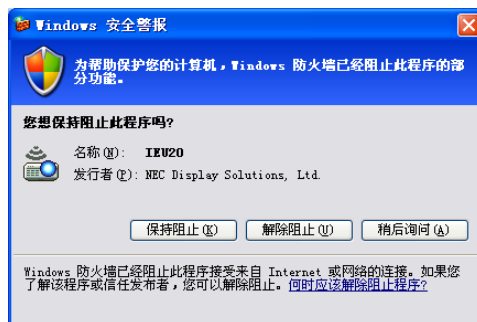 Windows 安全警报
为帮助保护您的计算机，Windows 防火墙已经阻止此程序的部
分功能。
您想保持阻止此程序吗?
名称(N): IEU20
发行者(P): NEC Display Solutions, Ltd.
保持阻止(K) 解除阻止(U) 稍后询问(A)
Windows 防火墙已经阻止此程序接受来自 Internet 或网络的连接。如果您
了解该程序或信任发布者，您可以解除阻止。何时应该解除阻止程序?